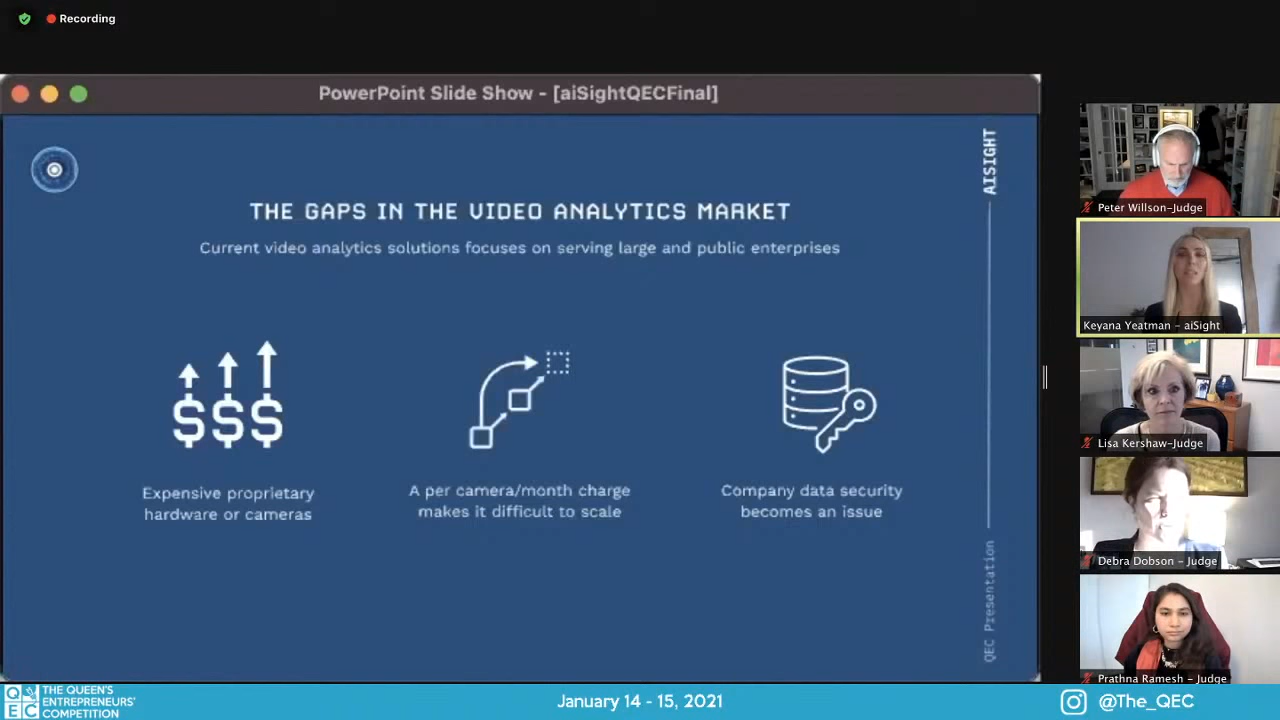 Recording
PowerPoint Slide Show - [aiSightQECFinal]
AISIGHT
THE GAPS IN THE VIDEO ANALYTICS MARKET
Current video analytics solutions focuses on serving large and public enterprises
$$$
Expensive proprietary
hardware or cameras
A per camera/month charge
makes it difficult to scale
Company data security
becomes an issue
QEC Presentation
Peter Willson-Judge
Keyana Yeatman - aiSight
Lisa Kershaw-Judge
Debra Dobson - Judge
Prathna Ramesh - Judge
QEC
THE QUEEN'S
ENTREPRENEURS'
COMPETITION
January 14 - 15, 2021
@The_QEC